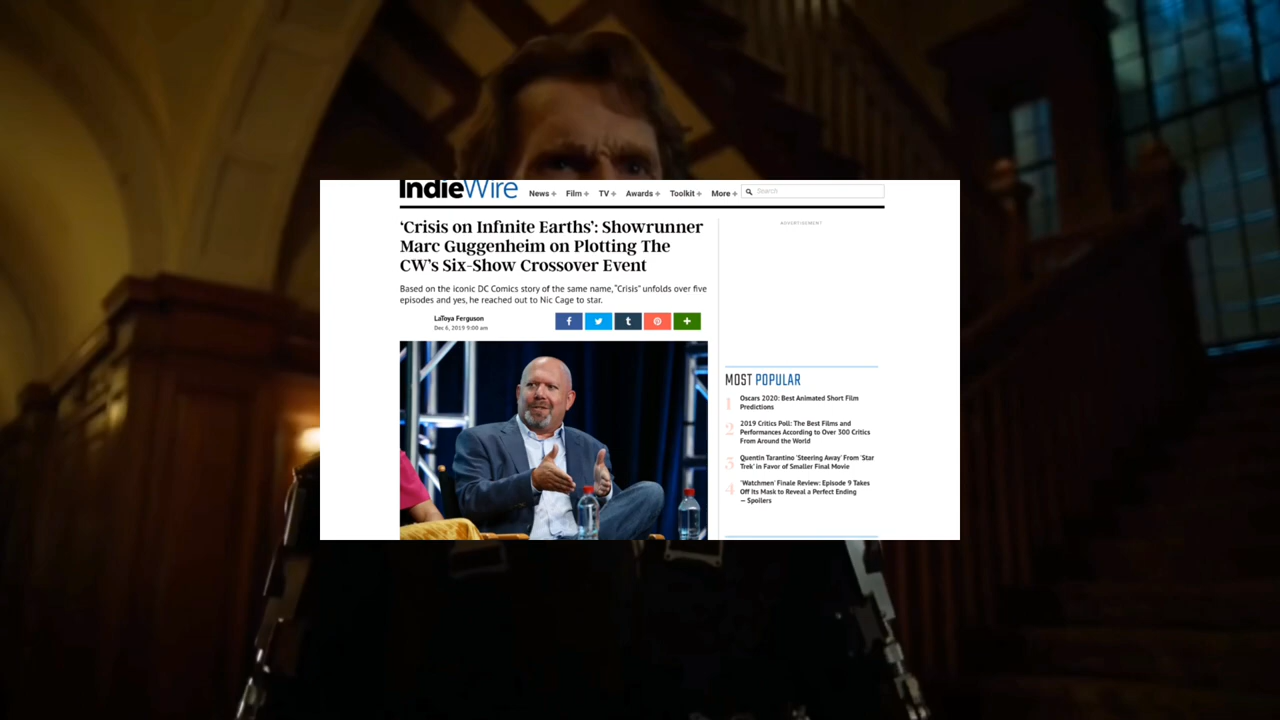 IndieWire
News + Film + TV + Awards + Toolkit + More + Search
‘Crisis on Infinite Earths’: Showrunner
Marc Guggenheim on Plotting The
CW’s Six-Show Crossover Event
Based on the iconic DC Comics story of the same name, "Crisis" unfolds over five
episodes and yes, he reached out to Nic Cage to star.
LaToya Ferguson
Dec 6, 2019 9:00 am
f t +
ADVERTISEMENT
MOST POPULAR
1 Oscars 2020: Best Animated Short Film
Predictions
2 2019 Critics Poll: The Best Films and
Performances According to Over 300 Critics
From Around the World
3 Quentin Tarantino 'Steering Away' From 'Star
Trek' in Favor of Smaller Final Movie
4 'Watchmen' Finale Review: Episode 9 Takes
Off Its Mask to Reveal a Perfect Ending
— Spoilers